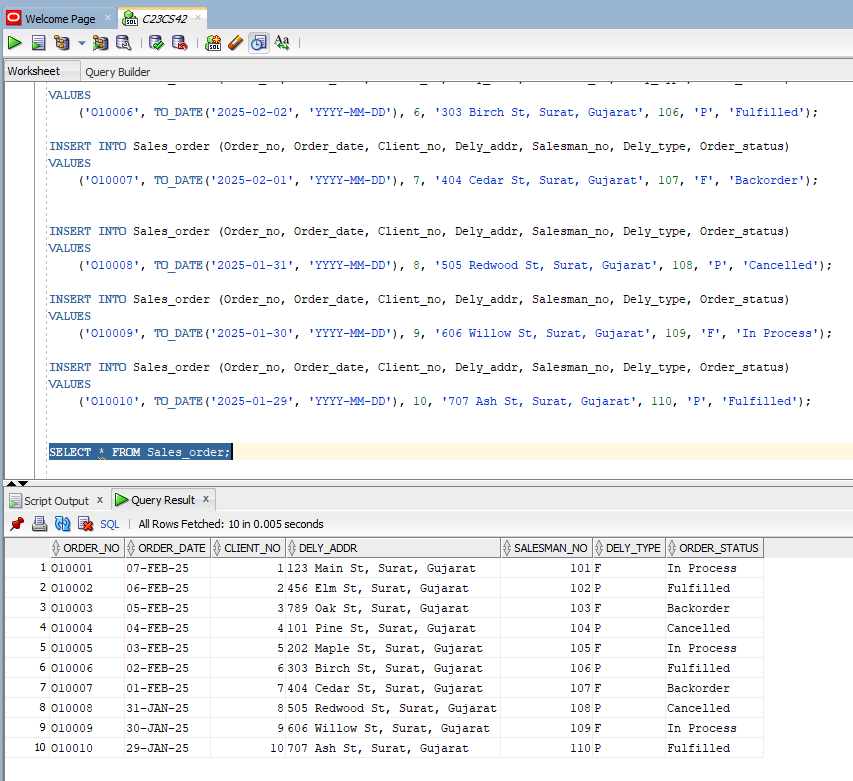 Welcome Page
C23CS42
Worksheet
Query Builder
VALUES
('O10006', TO_DATE('2025-02-02', 'YYYY-MM-DD'), 6, '303 Birch St, Surat, Gujarat', 106, 'P', 'Fulfilled');
INSERT INTO Sales_order (Order_no, Order_date, Client_no, Dely_addr, Salesman_no, Dely_type, Order_status)
VALUES
('O10007', TO_DATE('2025-02-01', 'YYYY-MM-DD'), 7, '404 Cedar St, Surat, Gujarat', 107, 'F', 'Backorder');
INSERT INTO Sales_order (Order_no, Order_date, Client_no, Dely_addr, Salesman_no, Dely_type, Order_status)
VALUES
('O10008', TO_DATE('2025-01-31', 'YYYY-MM-DD'), 8, '505 Redwood St, Surat, Gujarat', 108, 'P', 'Cancelled');
INSERT INTO Sales_order (Order_no, Order_date, Client_no, Dely_addr, Salesman_no, Dely_type, Order_status)
VALUES
('O10009', TO_DATE('2025-01-30', 'YYYY-MM-DD'), 9, '606 Willow St, Surat, Gujarat', 109, 'F', 'In Process');
INSERT INTO Sales_order (Order_no, Order_date, Client_no, Dely_addr, Salesman_no, Dely_type, Order_status)
VALUES
('O10010', TO_DATE('2025-01-29', 'YYYY-MM-DD'), 10, '707 Ash St, Surat, Gujarat', 110, 'P', 'Fulfilled');
SELECT * FROM Sales_order;
Script Output x
Query Result x
SQL | All Rows Fetched: 10 in 0.005 seconds
ORDER_NO ORDER_DATE CLIENT_NO DELY_ADDR SALESMAN_NO DELY_TYPE ORDER_STATUS
1 O10001 07-FEB-25 1 123 Main St, Surat, Gujarat 101 F In Process
2 O10002 06-FEB-25 2 456 Elm St, Surat, Gujarat 102 P Fulfilled
3 O10003 05-FEB-25 3 789 Oak St, Surat, Gujarat 103 F Backorder
4 O10004 04-FEB-25 4 101 Pine St, Surat, Gujarat 104 P Cancelled
5 O10005 03-FEB-25 5 202 Maple St, Surat, Gujarat 105 F In Process
6 O10006 02-FEB-25 6 303 Birch St, Surat, Gujarat 106 P Fulfilled
7 O10007 01-FEB-25 7 404 Cedar St, Surat, Gujarat 107 F Backorder
8 O10008 31-JAN-25 8 505 Redwood St, Surat, Gujarat 108 P Cancelled
9 O10009 30-JAN-25 9 606 Willow St, Surat, Gujarat 109 F In Process
10 O10010 29-JAN-25 10 707 Ash St, Surat, Gujarat 110 P Fulfilled